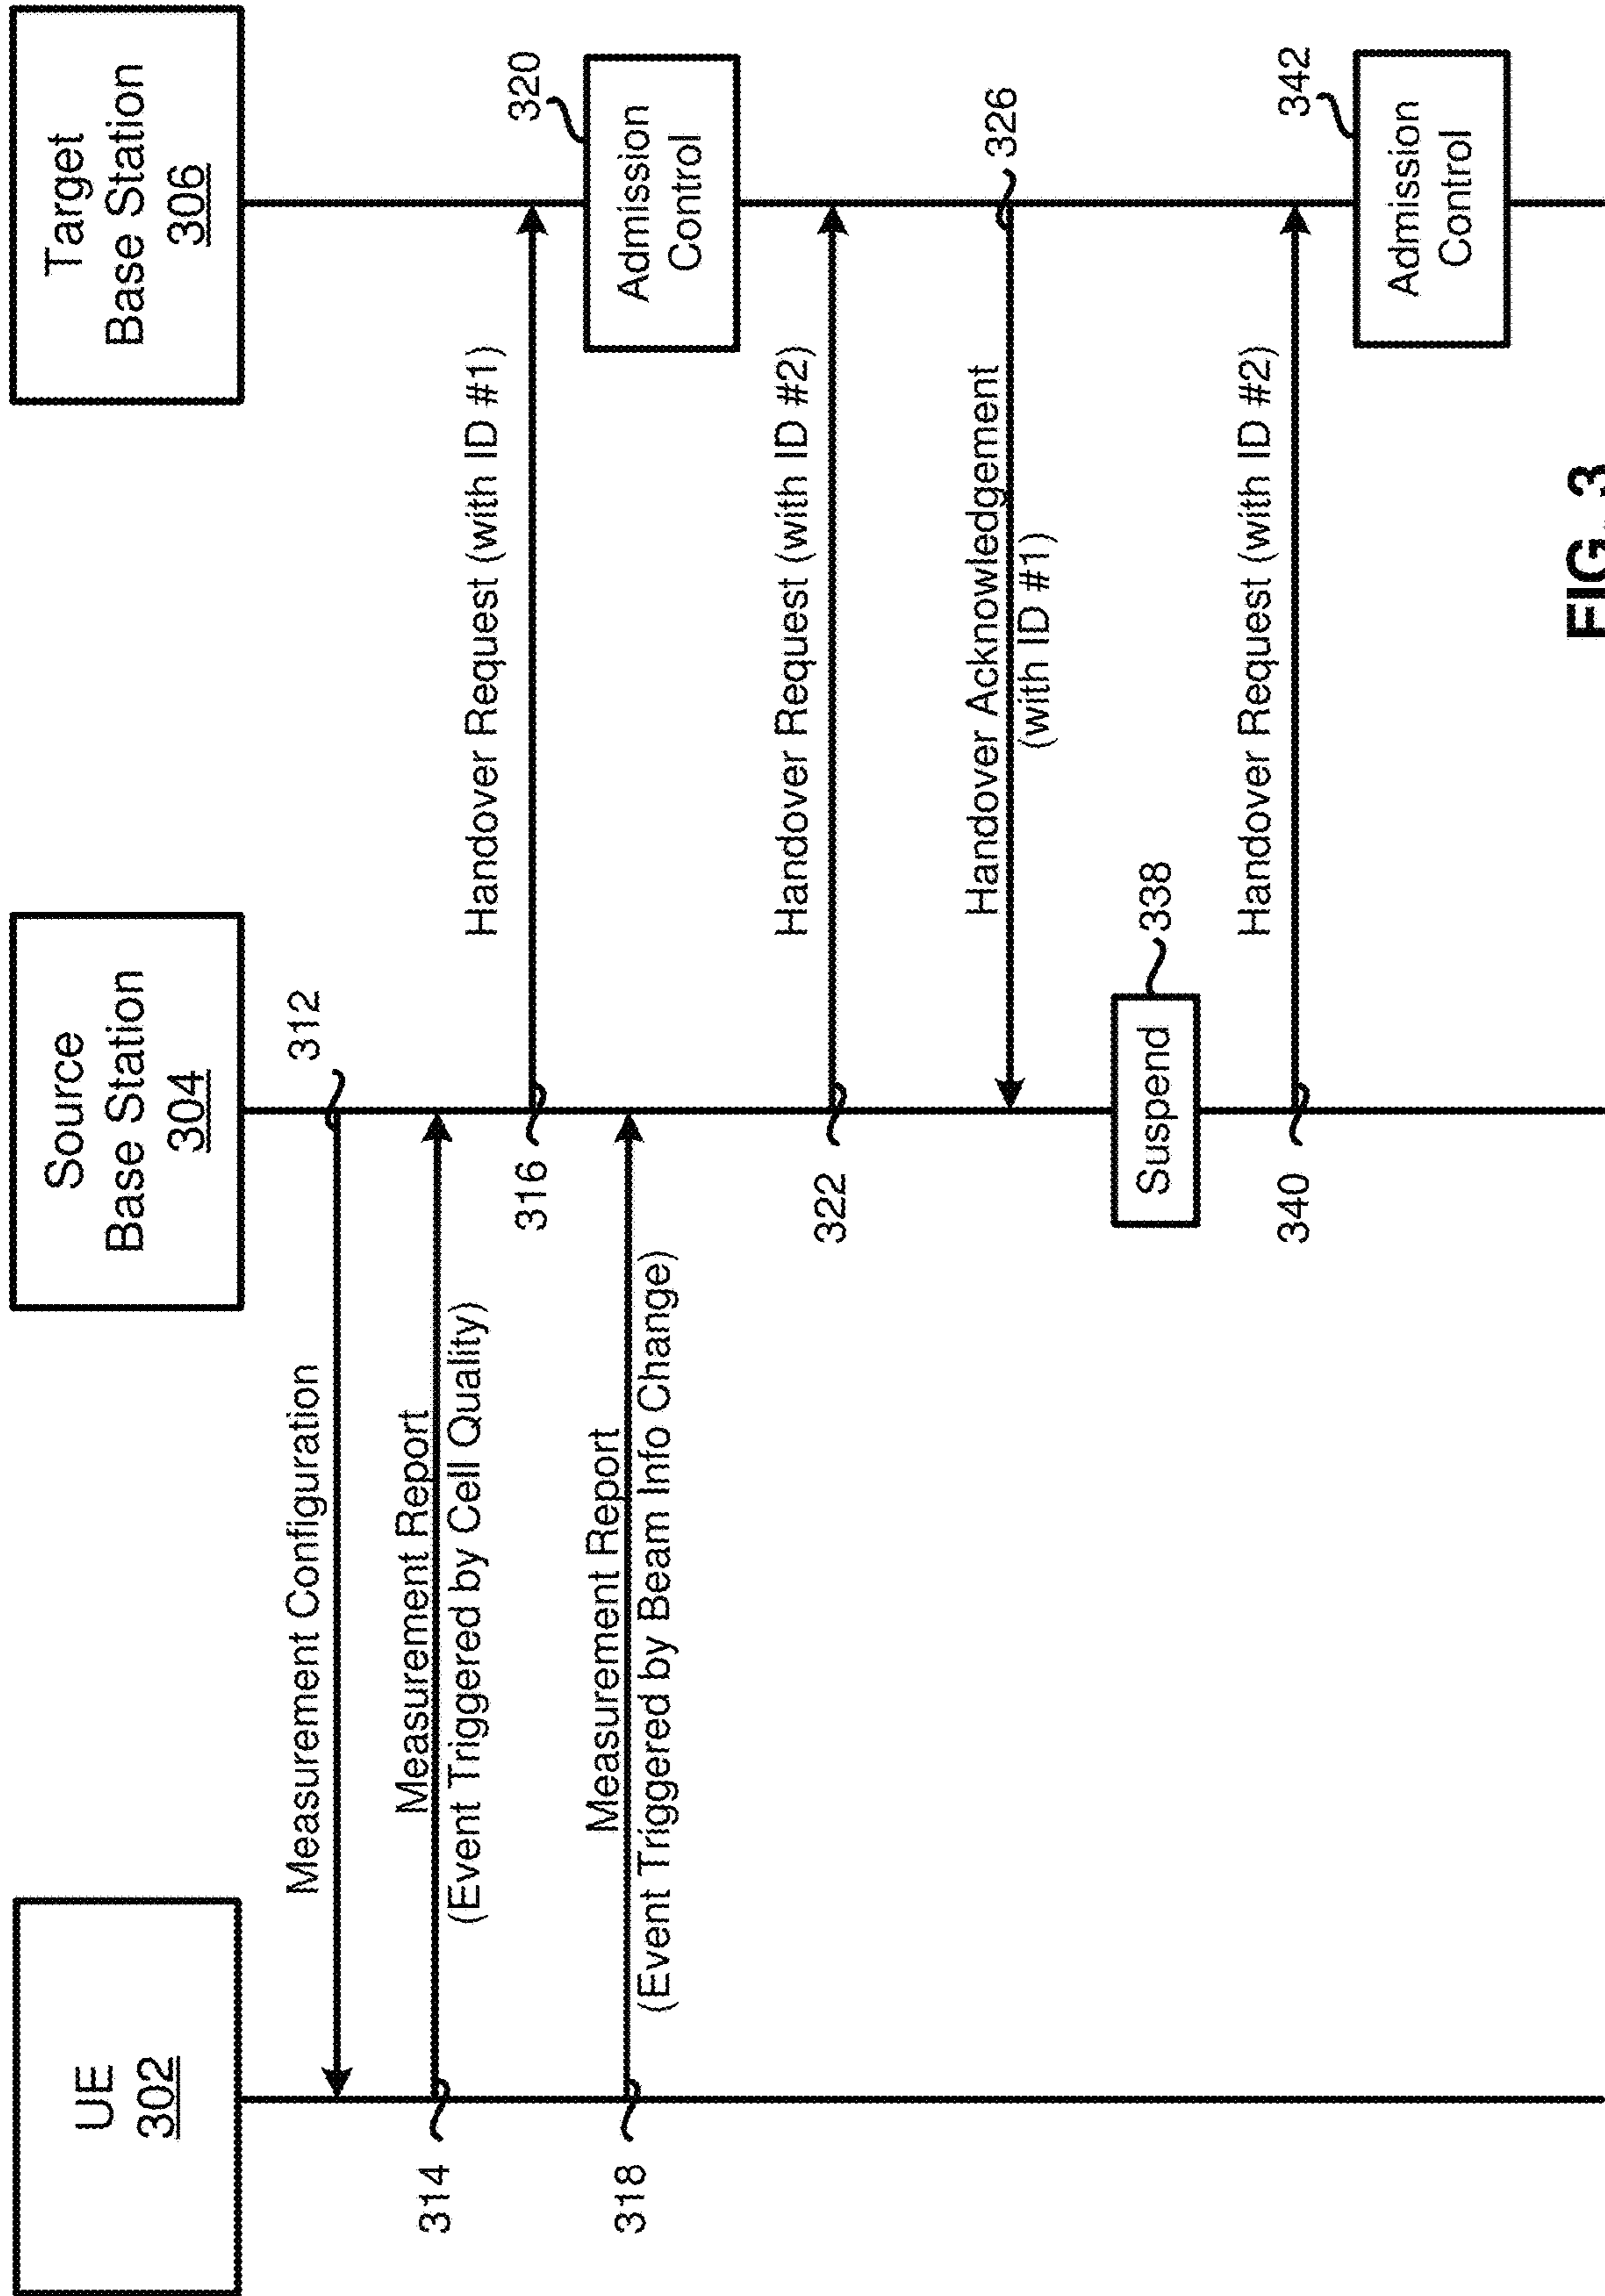 UE
302
Source
Base Station
304
Target
Base Station
306
312
Measurement Configuration
314
Measurement Report
(Event Triggered by Cell Quality)
Handover Request (with ID #1)
316
320
Admission
Control
318
Measurement Report
(Event Triggered by Beam Info Change)
Handover Request (with ID #2)
322
Handover Acknowledgement
(with ID #1)
326
Suspend
338
Handover Request (with ID #2)
340
342
Admission
Control
FIG. 3